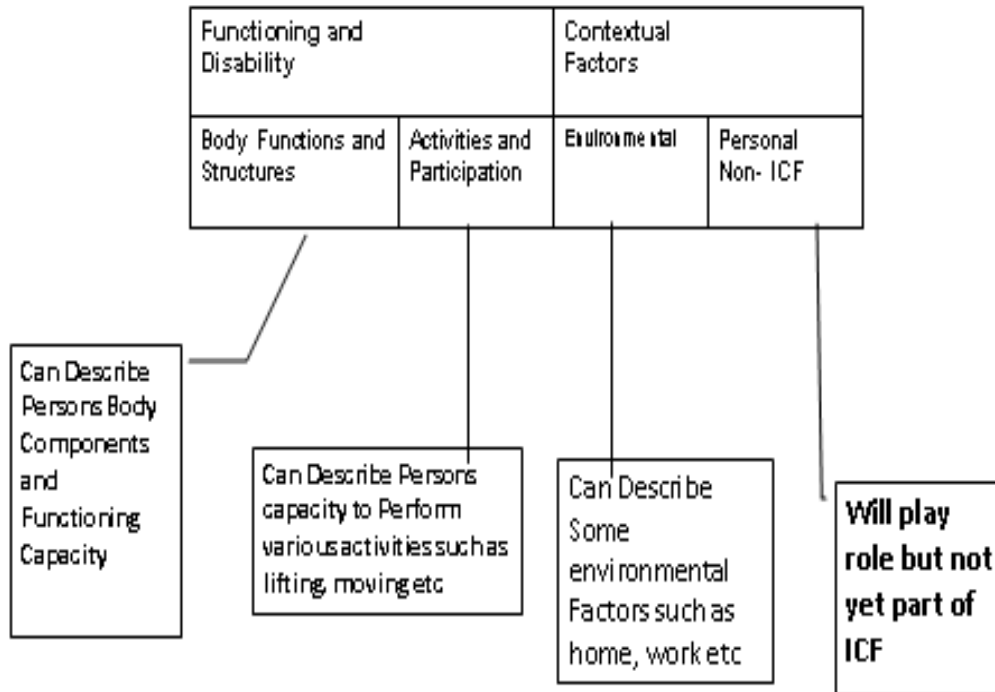 Functioning and
Disability
Contextual
Factors
Body Functions and
Structures
Activities and
Participation
Environmental
Personal
Non- ICF
Can Describe
Persons Body
Components
and
Functioning
Capacity
Can Describe Persons
capacity to Perform
various activities such as
lifting, moving etc
Can Describe
Some
environmental
Factors such as
home, work etc
Will play
role but not
yet part of
ICF